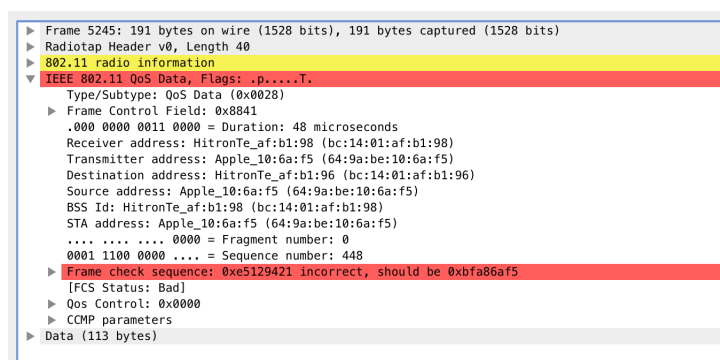 Frame 5245: 191 bytes on wire (1528 bits), 191 bytes captured (1528 bits)
Radiotap Header v0, Length 40
802.11 radio information
IEEE 802.11 QoS Data, Flags: .p.....T.
Type/Subtype: QoS Data (0x0028)
Frame Control Field: 0x8841
.000 0000 0011 0000 = Duration: 48 microseconds
Receiver address: HitronTe_af:b1:98 (bc:14:01:af:b1:98)
Transmitter address: Apple_10:6a:f5 (64:9a:be:10:6a:f5)
Destination address: HitronTe_af:b1:96 (bc:14:01:af:b1:96)
Source address: Apple_10:6a:f5 (64:9a:be:10:6a:f5)
BSS Id: HitronTe_af:b1:98 (bc:14:01:af:b1:98)
STA address: Apple_10:6a:f5 (64:9a:be:10:6a:f5)
.... .... .... 0000 = Fragment number: 0
0001 1100 0000 .... = Sequence number: 448
Frame check sequence: 0xe5129421 incorrect, should be 0xbfa86af5
[FCS Status: Bad]
Qos Control: 0x0000
CCMP parameters
Data (113 bytes)